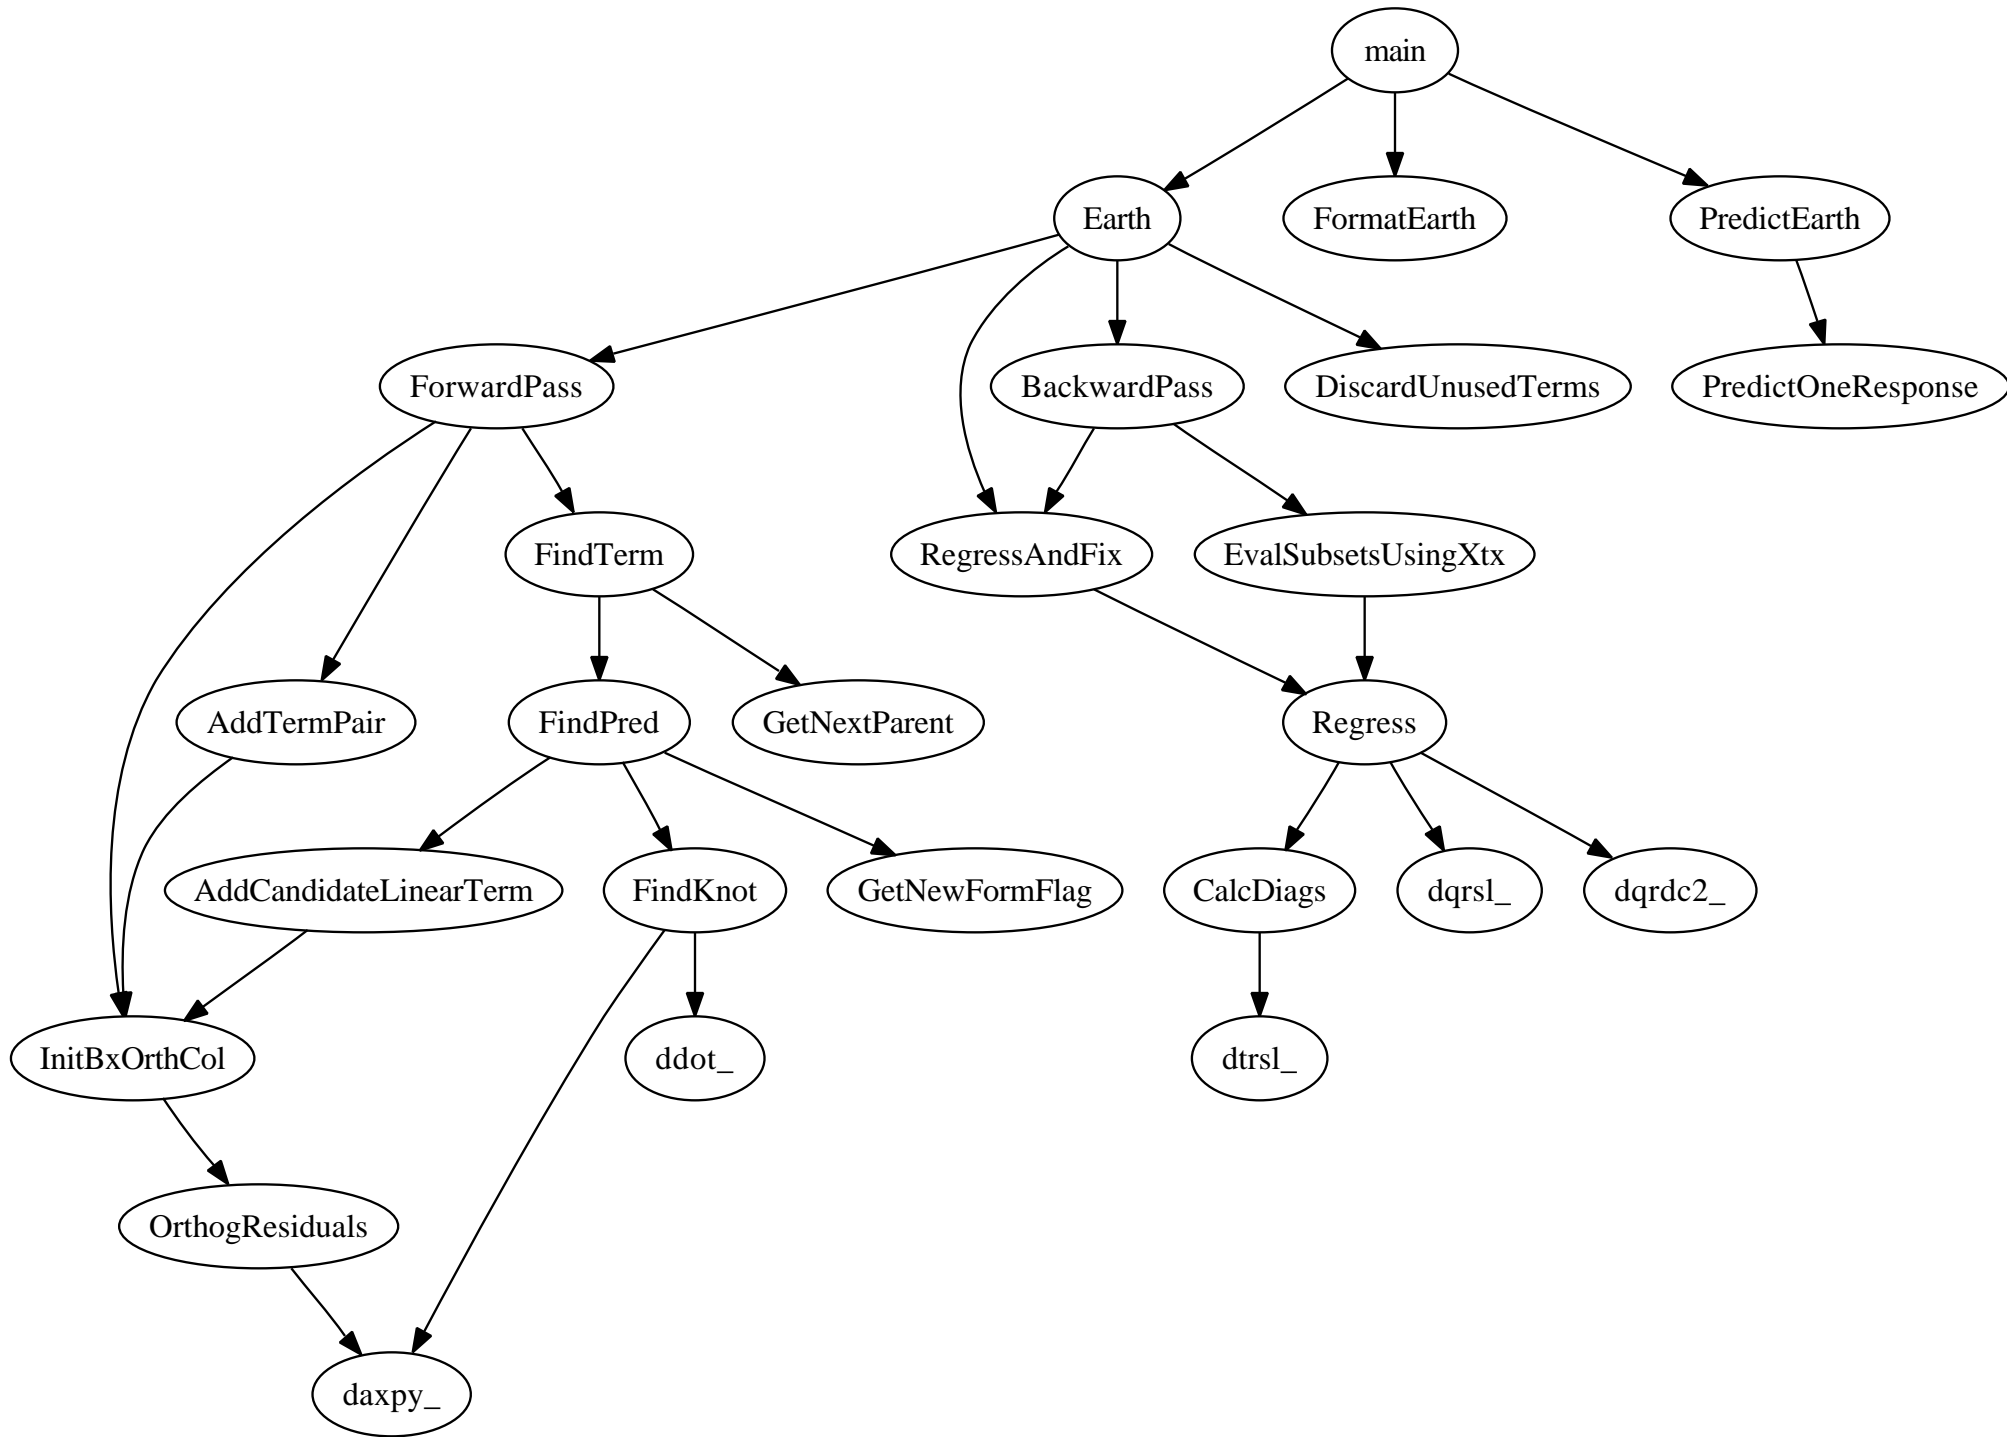 main
Earth
FormatEarth
PredictEarth
ForwardPass
BackwardPass
DiscardUnusedTerms
PredictOneResponse
FindTerm
RegressAndFix
EvalSubsetsUsingXtx
AddTermPair
FindPred
GetNextParent
Regress
AddCandidateLinearTerm
FindKnot
GetNewFormFlag
CalcDiags
dqrsl_
dqrdc2_
InitBxOrthCol
ddot_
dtrsl_
OrthogResiduals
daxpy_